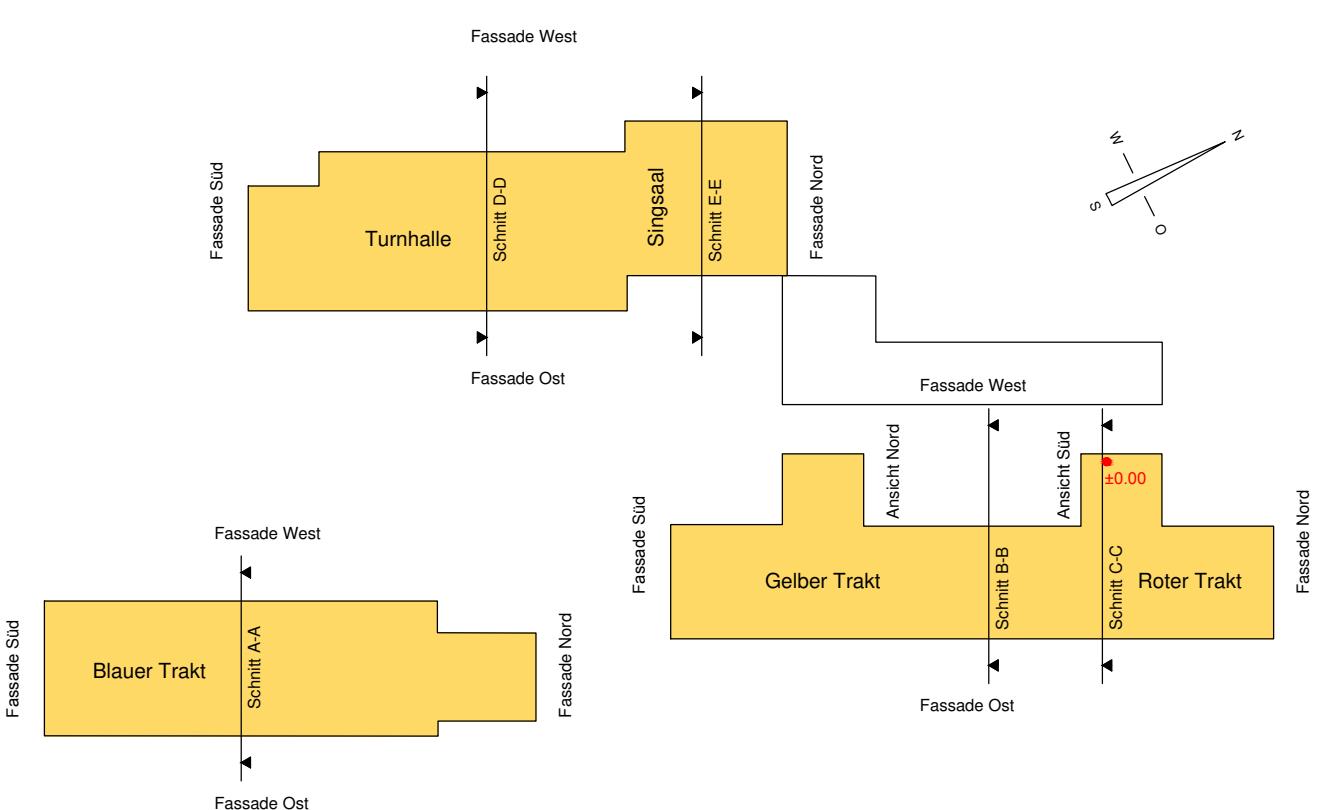 Fassade West
Fassade Süd
Turnhalle
Schnitt D-D
Singsaal
Schnitt E-E
Fassade Nord
Fassade Ost
W
N
S
O
Fassade West
Fassade Süd
Ansicht Nord
Ansicht Süd
±0.00
Gelber Trakt
Schnitt B-B
Schnitt C-C
Roter Trakt
Fassade Nord
Fassade Ost
Fassade West
Fassade Süd
Blauer Trakt
Schnitt A-A
Fassade Nord
Fassade Ost